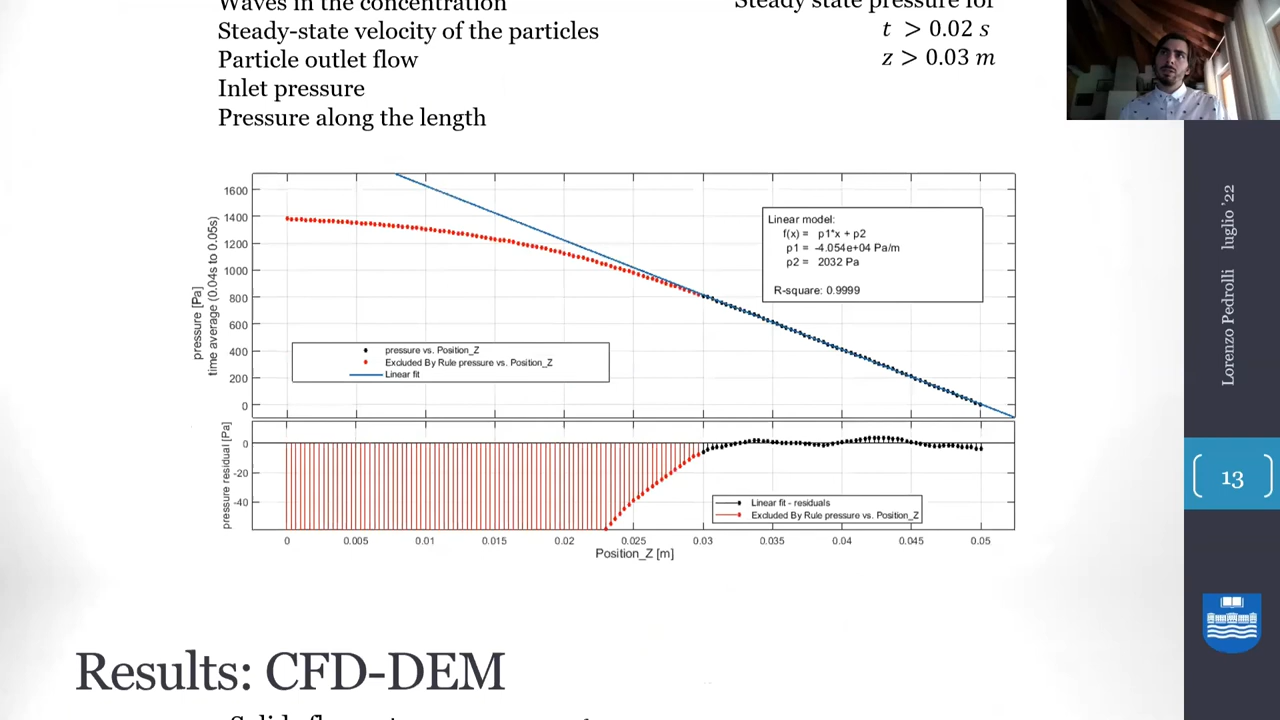 Waves in the concentration
Steady-state velocity of the particles
Particle outlet flow
Inlet pressure
Pressure along the length
Steady state pressure for
t > 0.02 s
z > 0.03 m
pressure [Pa]
time average (0.04s to 0.05s)
1600
1400
1200
1000
800
600
400
200
0
Linear model:
f(x) = p1*x + p2
p1 = -4.054e+04 Pa/m
p2 = 2032 Pa
R-square: 0.9999
pressure vs. Position_Z
Excluded By Rule pressure vs. Position_Z
Linear fit
pressure residual [Pa]
0
-20
-40
Linear fit - residuals
Excluded By Rule pressure vs. Position_Z
0 0.005 0.01 0.015 0.02 0.025 0.03 0.035 0.04 0.045 0.05
Position_Z [m]
Lorenzo Pedrolli luglio '22
13
Results: CFD-DEM